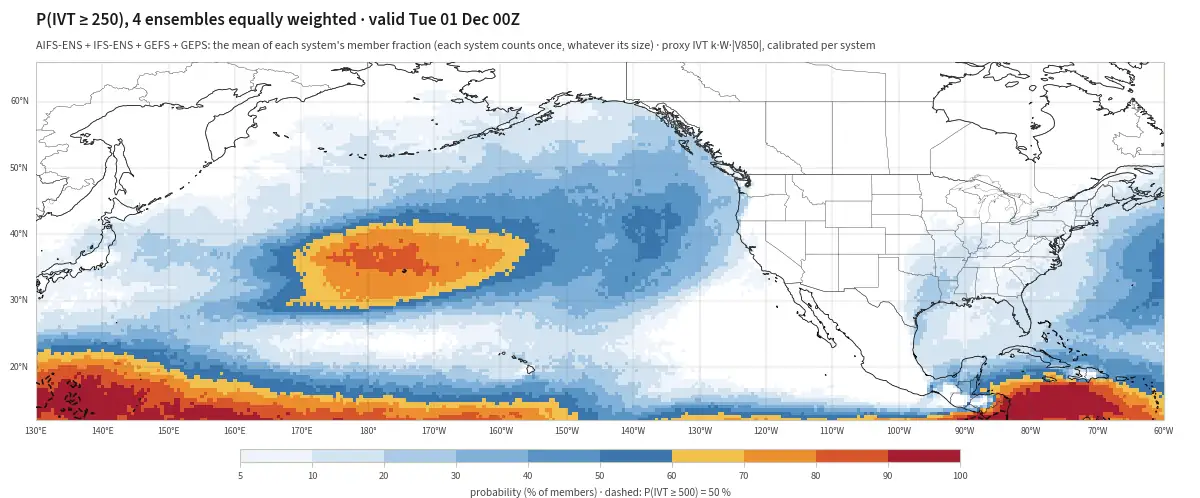 P(IVT ≥ 250), 4 ensembles equally weighted · valid Tue 01 Dec 00Z
AIFS-ENS + IFS-ENS + GEFS + GEPS: the mean of each system's member fraction (each system counts once, whatever its size) · proxy IVT k·W·|V850|, calibrated per system
60°N
50°N
40°N
30°N
20°N
130°E 140°E 150°E 160°E 170°E 180° 170°W 160°W 150°W 140°W 130°W 120°W 110°W 100°W 90°W 80°W 70°W 60°W
5 10 20 30 40 50 60 70 80 90 100
probability (% of members) · dashed: P(IVT ≥ 500) = 50 %